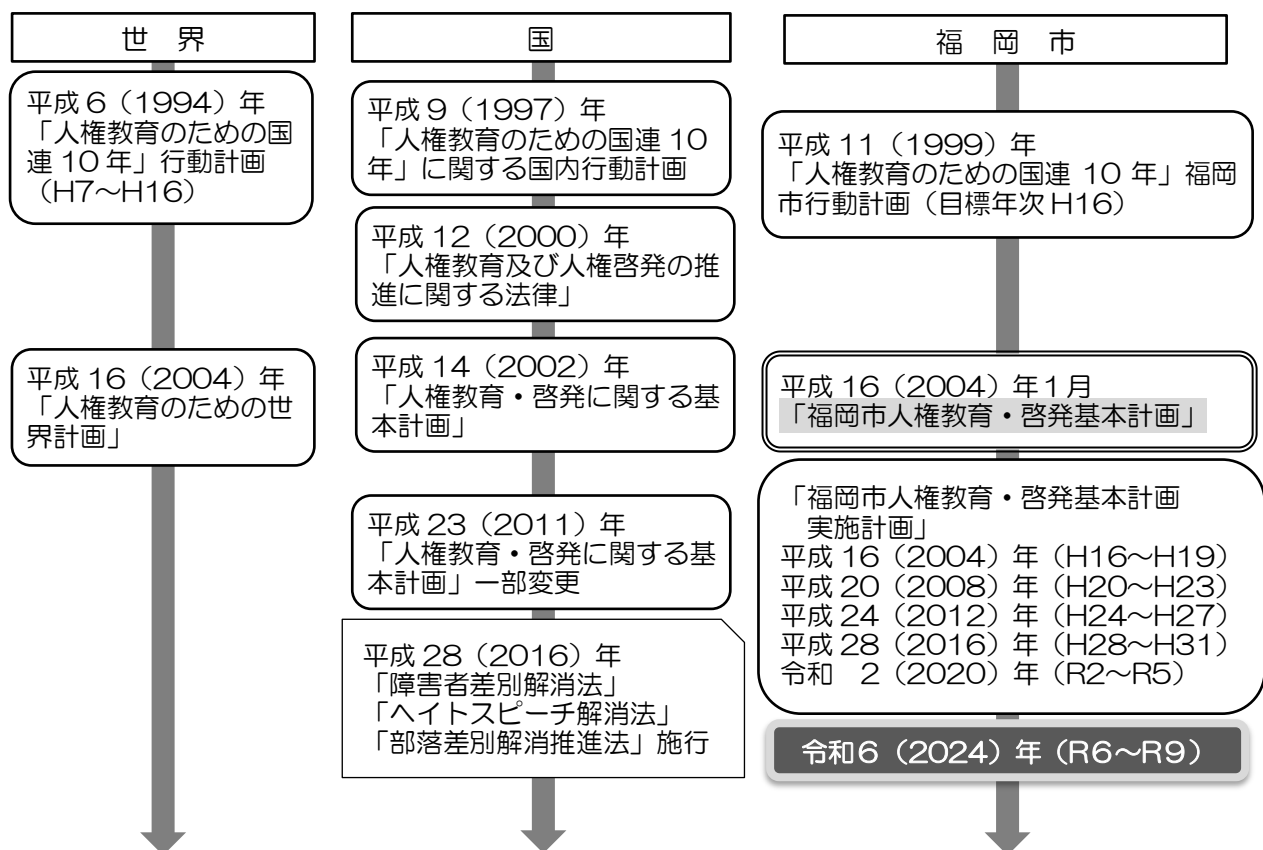 世 界
平成 6（1994）年
「人権教育のための国
連 10 年」行動計画
（H7～H16）
平成 16（2004）年
「人権教育のための世
界計画」
国
平成 9（1997）年
「人権教育のための国連 10
年」に関する国内行動計画
平成 12（2000）年
「人権教育及び人権啓発の推
進に関する法律」
平成 14（2002）年
「人権教育・啓発に関する基
本計画」
平成 23（2011）年
「人権教育・啓発に関する基
本計画」一部変更
平成 28（2016）年
「障害者差別解消法」
「ヘイトスピーチ解消法」
「部落差別解消推進法」施行
福 岡 市
平成 11（1999）年
「人権教育のための国連 10 年」福岡
市行動計画（目標年次 H16）
平成 16（2004）年１月
「福岡市人権教育・啓発基本計画」
「福岡市人権教育・啓発基本計画
実施計画」
平成 16（2004）年（H16～H19）
平成 20（2008）年（H20～H23）
平成 24（2012）年（H24～H27）
平成 28（2016）年（H28～H31）
令和　2（2020）年（R2～R5）
令和６（2024）年（R6～R9）